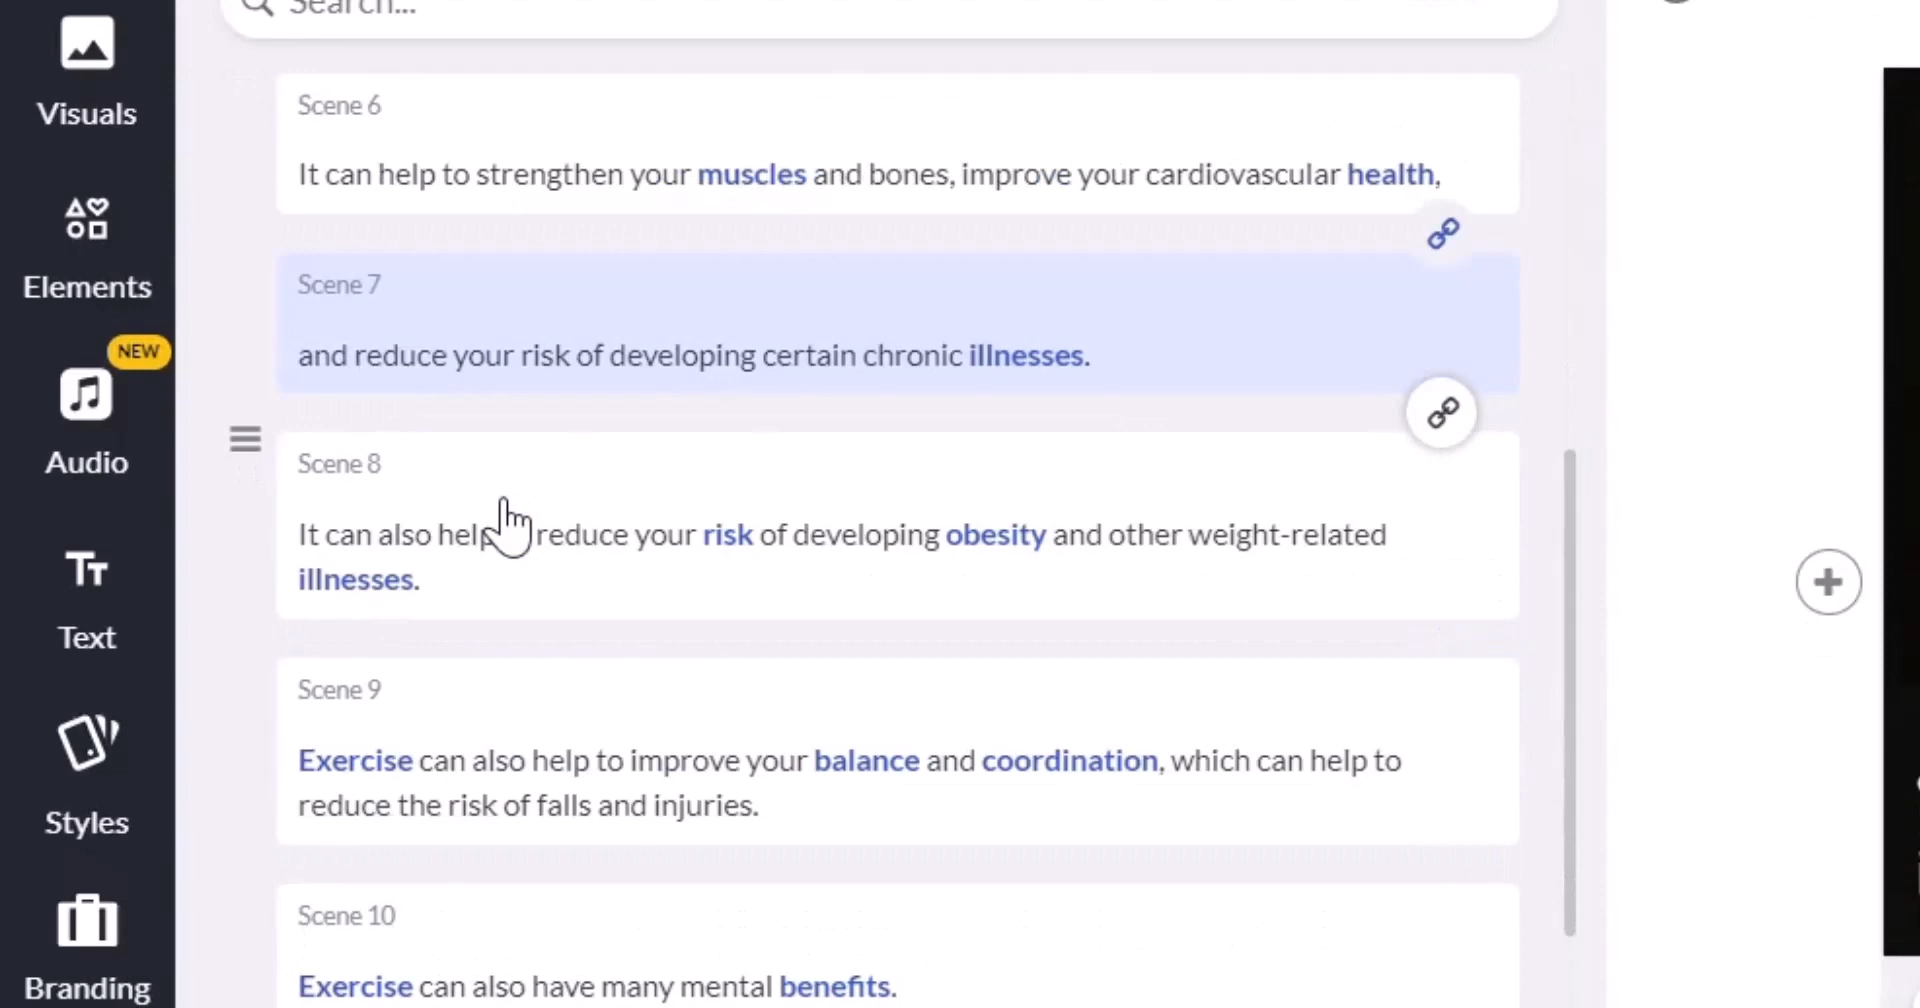 Search...
Visuals
Elements
NEW
Audio
Text
Styles
Branding
Scene 6
It can help to strengthen your muscles and bones, improve your cardiovascular health,
Scene 7
and reduce your risk of developing certain chronic illnesses.
Scene 8
It can also help reduce your risk of developing obesity and other weight-related
illnesses.
Scene 9
Exercise can also help to improve your balance and coordination, which can help to
reduce the risk of falls and injuries.
Scene 10
Exercise can also have many mental benefits.